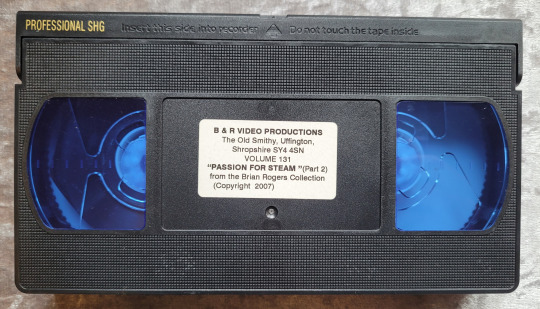 PROFESSIONAL SHG
Insert this side into recorder △ Do not touch the tape inside
B & R VIDEO PRODUCTIONS
The Old Smithy, Uffington,
Shropshire SY4 4SN
VOLUME 131
"PASSION FOR STEAM "(Part 2)
from the Brian Rogers Collection
(Copyright 2007)